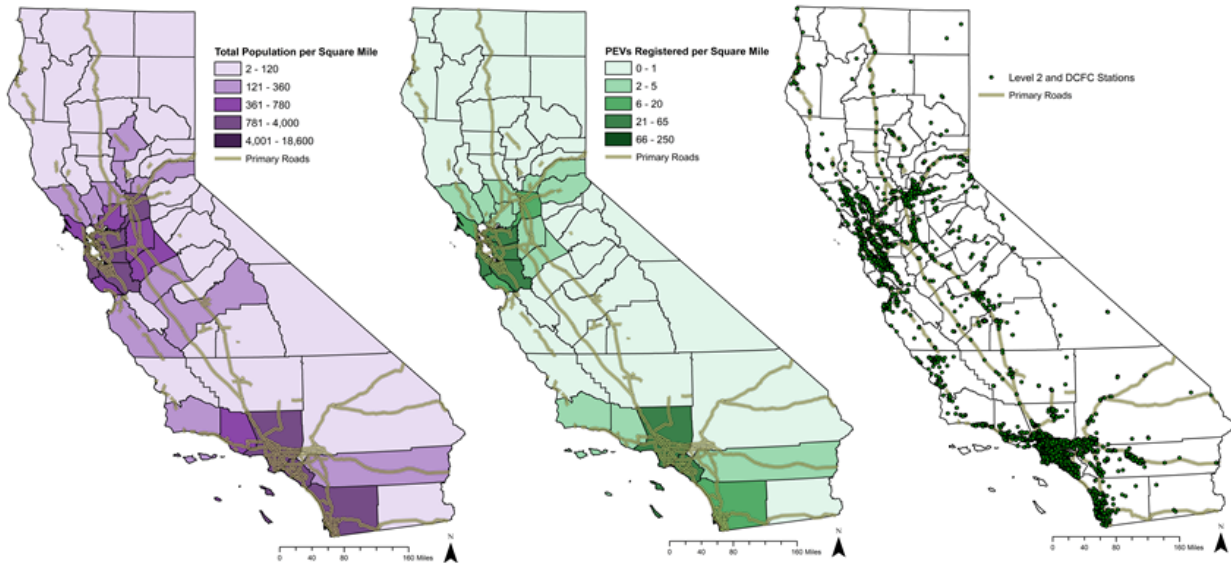 Total Population per Square Mile
2 - 120
121 - 360
361 - 780
781 - 4,000
4,001 - 18,600
Primary Roads
N
0 40 80 160 Miles
PEVs Registered per Square Mile
0 - 1
2 - 5
6 - 20
21 - 65
66 - 250
Primary Roads
N
0 40 80 160 Miles
Level 2 and DCFC Stations
Primary Roads
N
0 40 80 160 Miles